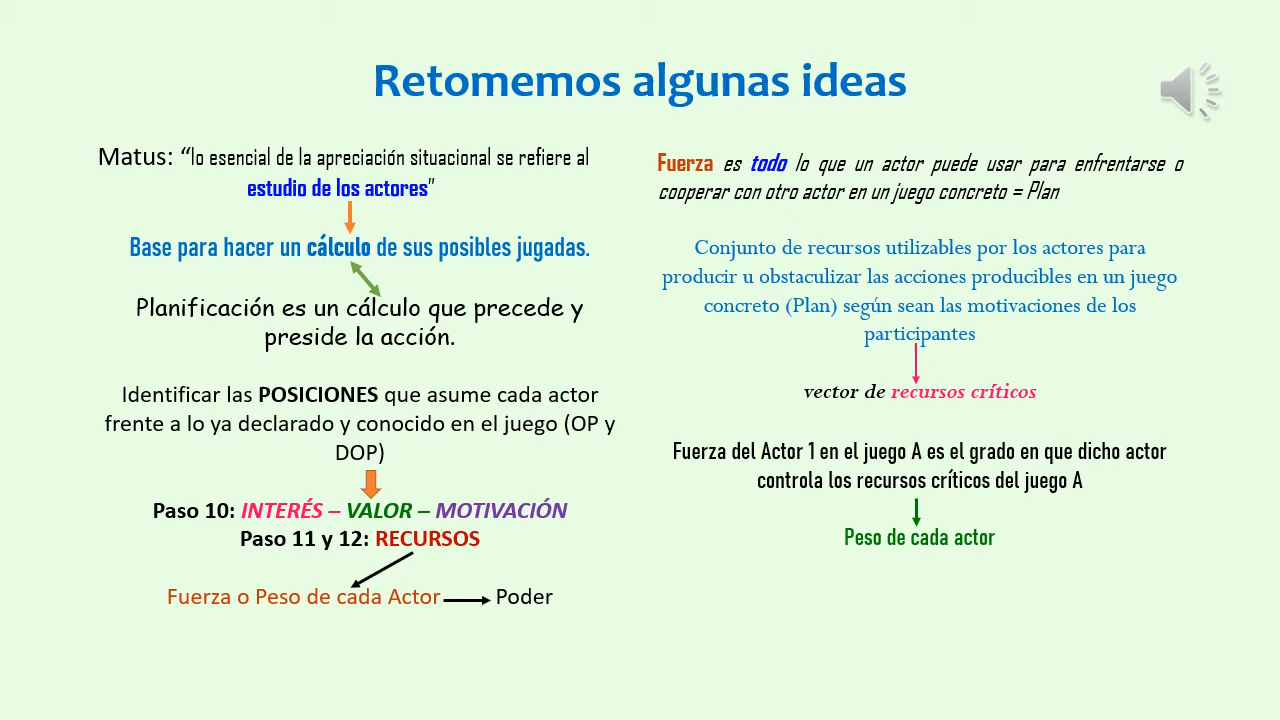 Retomemos algunas ideas
Matus: “lo esencial de la apreciación situacional se refiere al
estudio de los actores”
Base para hacer un cálculo de sus posibles jugadas.
Planificación es un cálculo que precede y
preside la acción.
Identificar las POSICIONES que asume cada actor
frente a lo ya declarado y conocido en el juego (OP y
DOP)
Paso 10: INTERÉS – VALOR – MOTIVACIÓN
Paso 11 y 12: RECURSOS
Fuerza o Peso de cada Actor
Poder
Fuerza es todo lo que un actor puede usar para enfrentarse o
cooperar con otro actor en un juego concreto = Plan
Conjunto de recursos utilizables por los actores para
producir u obstaculizar las acciones producibles en un juego
concreto (Plan) según sean las motivaciones de los
participantes
vector de recursos críticos
Fuerza del Actor 1 en el juego A es el grado en que dicho actor
controla los recursos críticos del juego A
Peso de cada actor